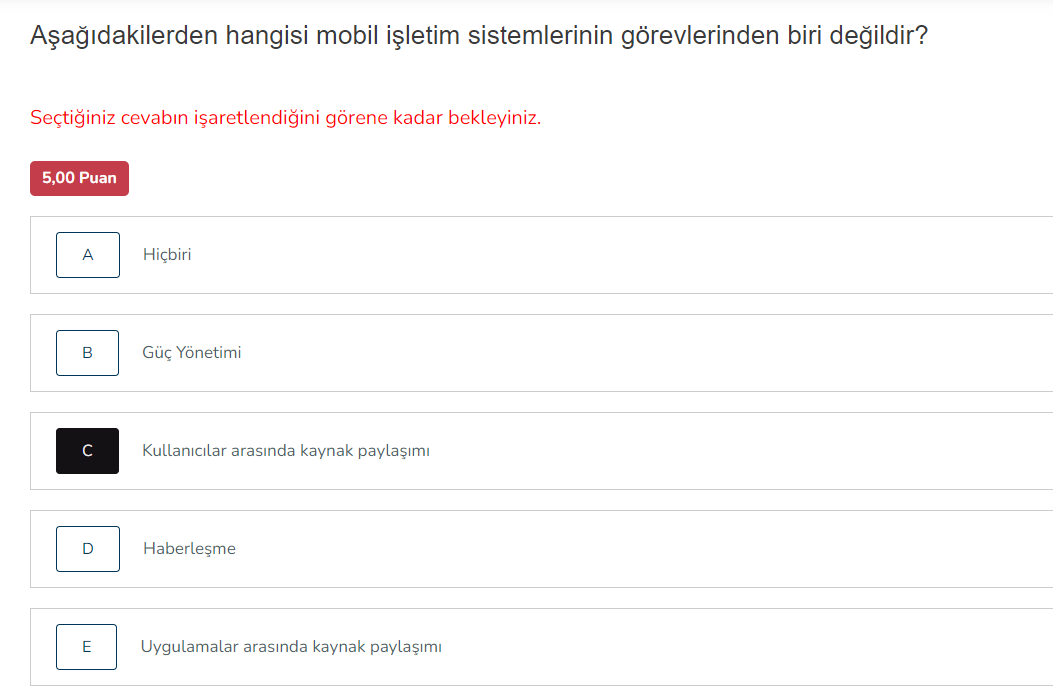 Aşağıdakilerden hangisi mobil işletim sistemlerinin görevlerinden biri değildir?
Seçtiğiniz cevabın işaretlendiğini görene kadar bekleyiniz.
5,00 Puan
A Hiçbiri
B Güç Yönetimi
C Kullanıcılar arasında kaynak paylaşımı
D Haberleşme
E Uygulamalar arasında kaynak paylaşımı